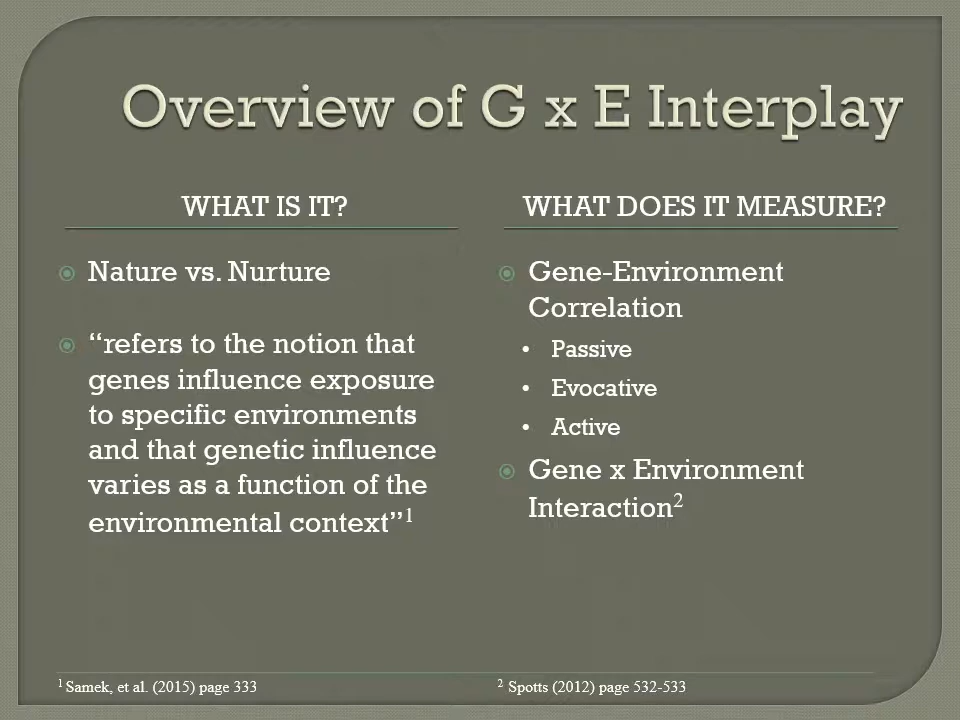 Overview of G x E Interplay
WHAT IS IT?
Nature vs. Nurture
“refers to the notion that
genes influence exposure
to specific environments
and that genetic influence
varies as a function of the
environmental context”1
WHAT DOES IT MEASURE?
Gene-Environment
Correlation
• Passive
• Evocative
• Active
Gene x Environment
Interaction2
1 Samek, et al. (2015) page 333
2 Spotts (2012) page 532-533